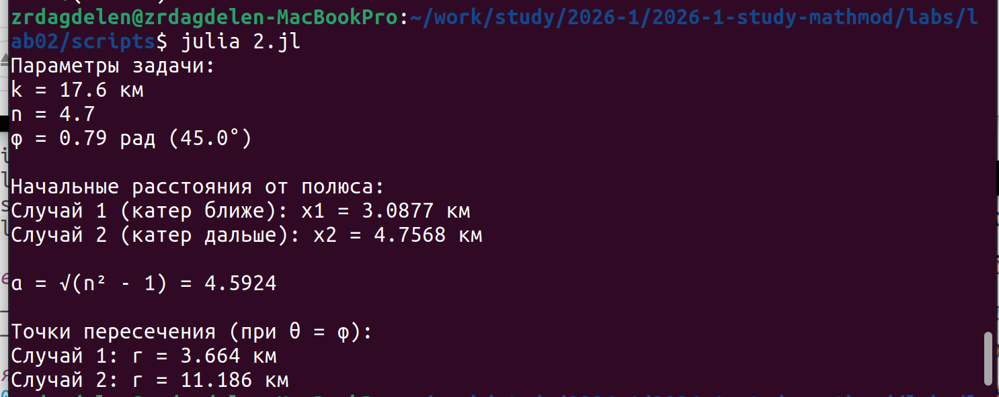 zrdagdelen@zrdagdelen-MacBookPro:~/work/study/2026-1/2026-1-study-mathmod/labs/l
ab02/scripts$ julia 2.jl
Параметры задачи:
k = 17.6 км
n = 4.7
φ = 0.79 рад (45.0°)
Начальные расстояния от полюса:
Случай 1 (катер ближе): x1 = 3.0877 км
Случай 2 (катер дальше): x2 = 4.7568 км
a = √(n² - 1) = 4.5924
Точки пересечения (при θ = φ):
Случай 1: r = 3.664 км
Случай 2: r = 11.186 км